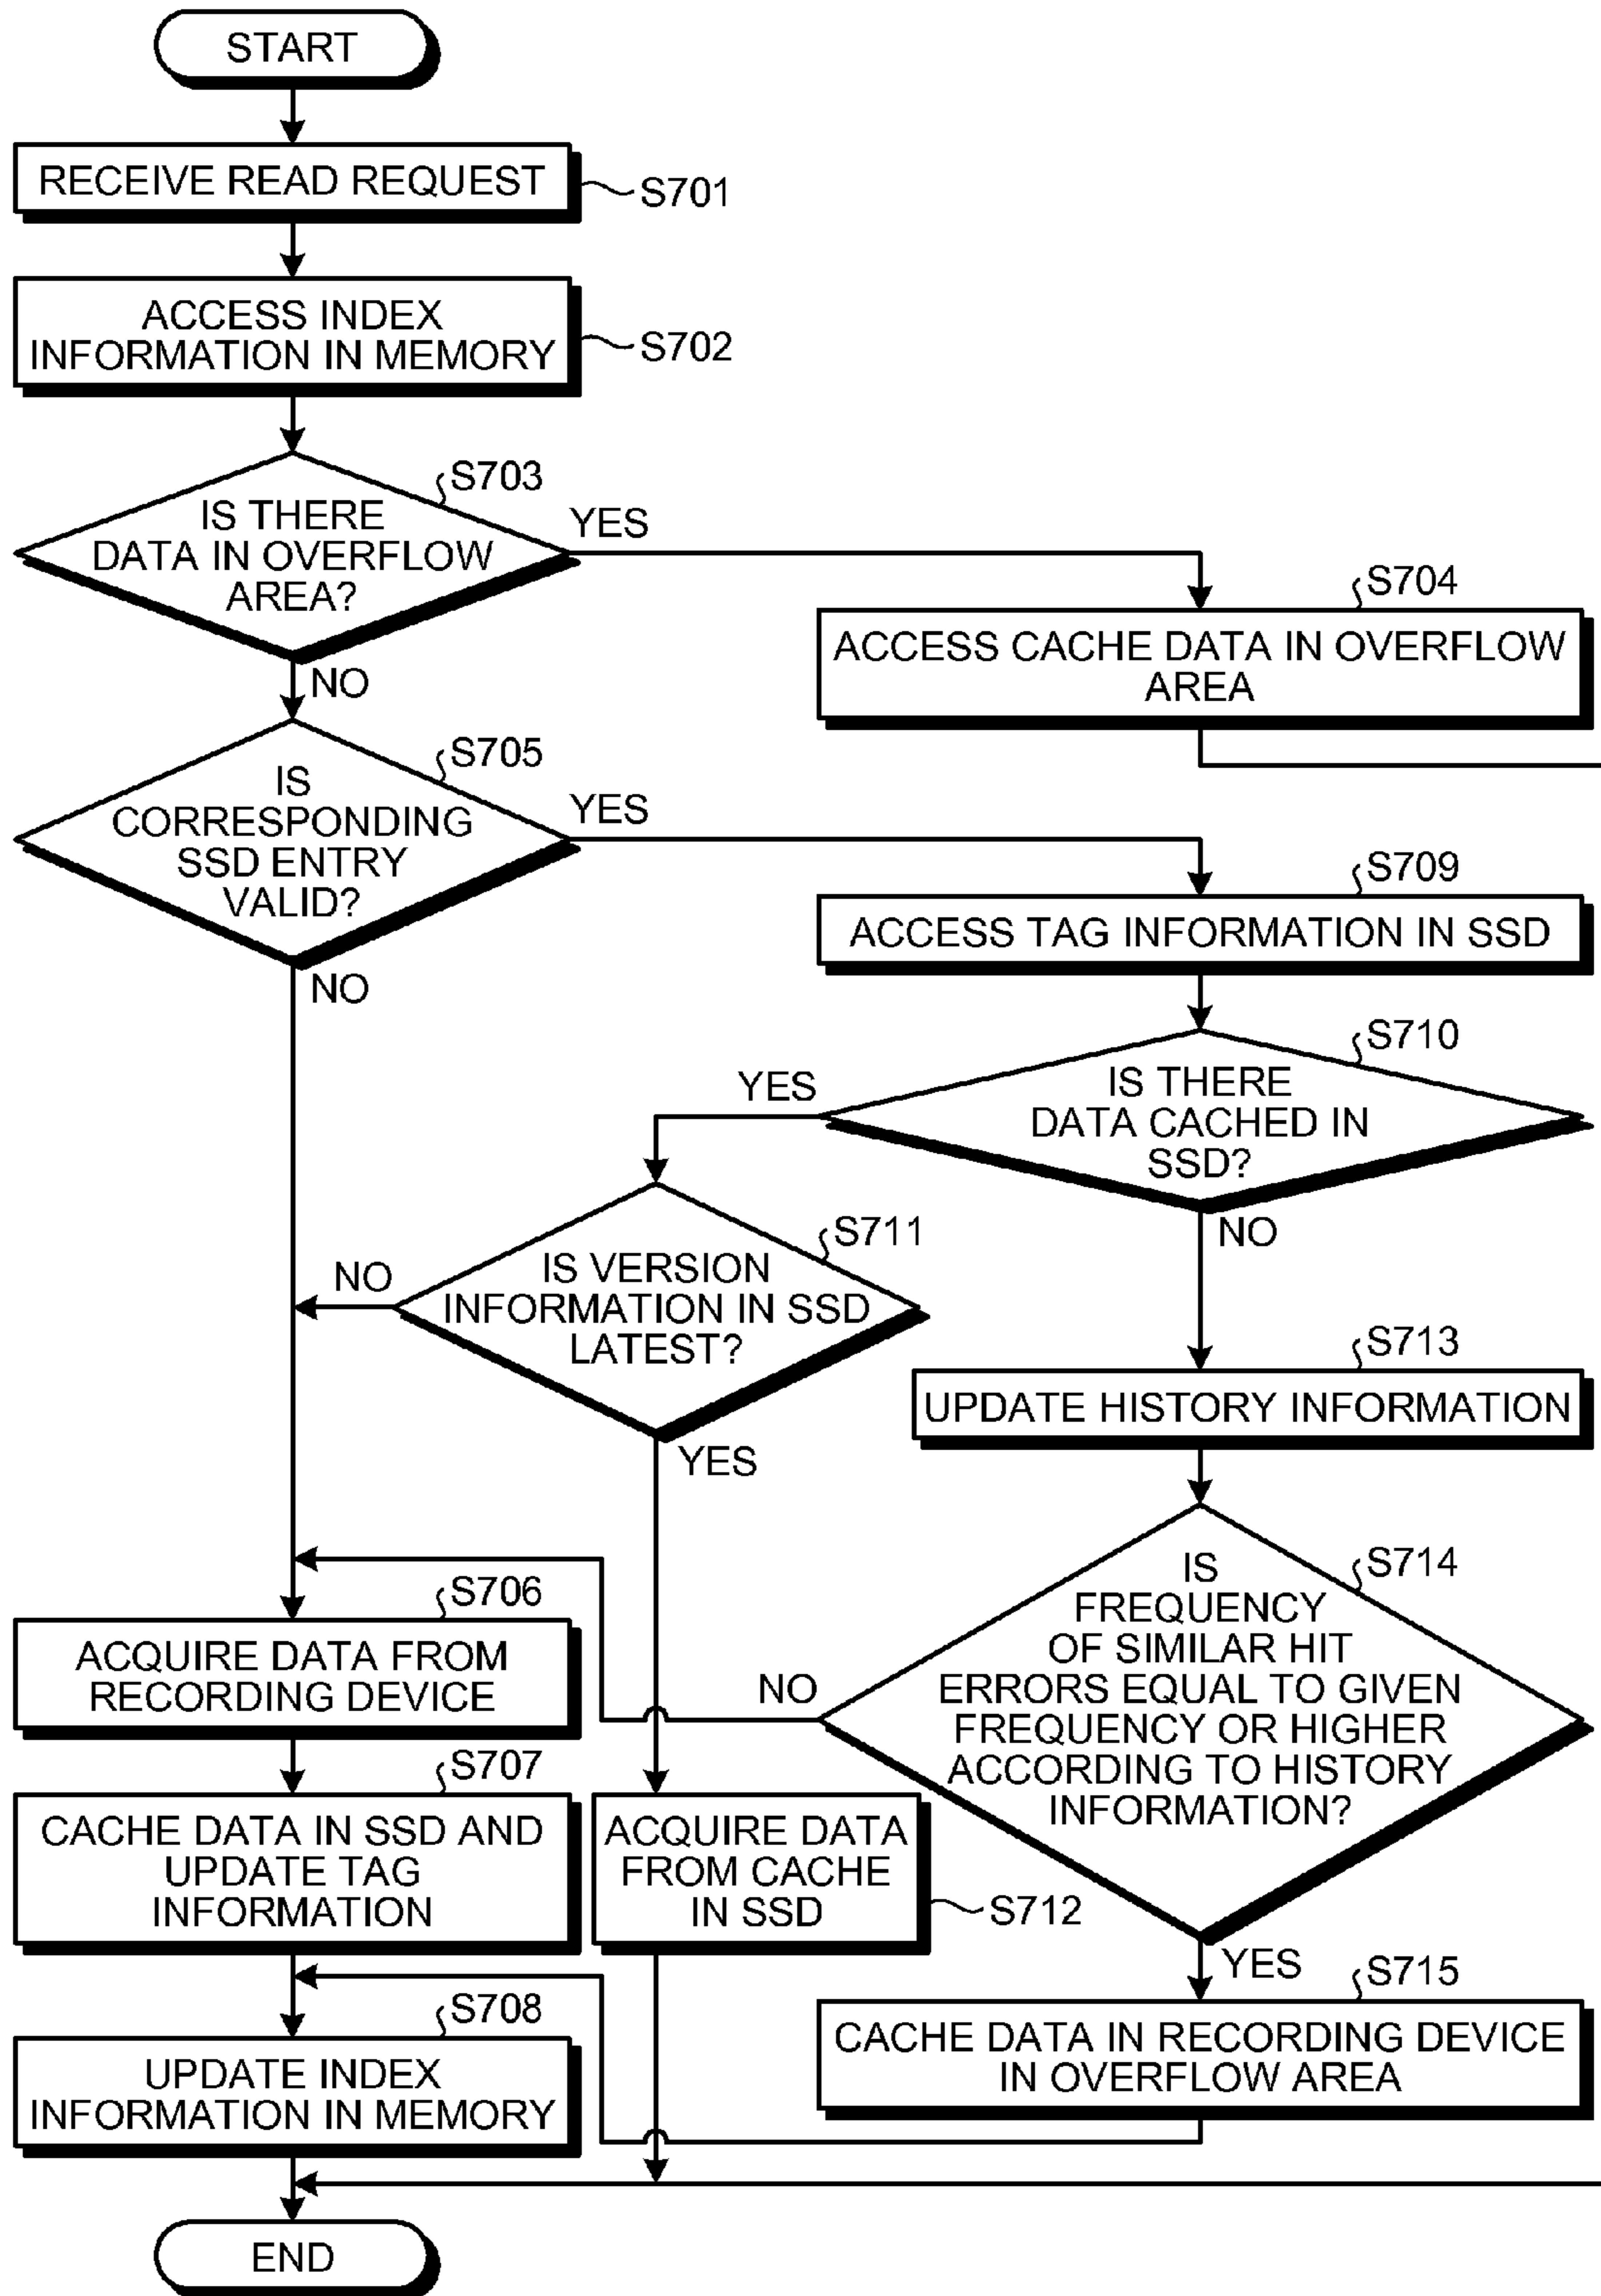 START
RECEIVE READ REQUEST
S701
ACCESS INDEX
INFORMATION IN MEMORY
S702
S703
IS THERE
DATA IN OVERFLOW
AREA?
YES
NO
S704
ACCESS CACHE DATA IN OVERFLOW
AREA
S705
IS
CORRESPONDING
SSD ENTRY
VALID?
YES
NO
S709
ACCESS TAG INFORMATION IN SSD
S710
IS THERE
DATA CACHED IN
SSD?
YES
NO
S711
IS VERSION
INFORMATION IN SSD
LATEST?
NO
YES
S713
UPDATE HISTORY INFORMATION
S714
IS
FREQUENCY
OF SIMILAR HIT
ERRORS EQUAL TO GIVEN
FREQUENCY OR HIGHER
ACCORDING TO HISTORY
INFORMATION?
NO
YES
S706
ACQUIRE DATA FROM
RECORDING DEVICE
S707
CACHE DATA IN SSD AND
UPDATE TAG
INFORMATION
ACQUIRE DATA
FROM CACHE
IN SSD
S712
S715
CACHE DATA IN RECORDING DEVICE
IN OVERFLOW AREA
S708
UPDATE INDEX
INFORMATION IN MEMORY
END